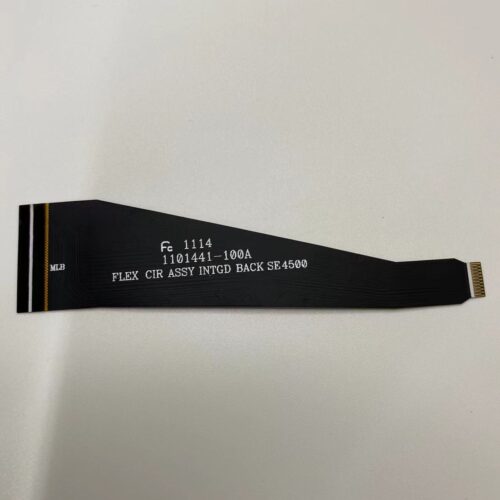 Fc 1114
1101441-100A
FLEX CIR ASSY INTGD BACK SE4500
MLB